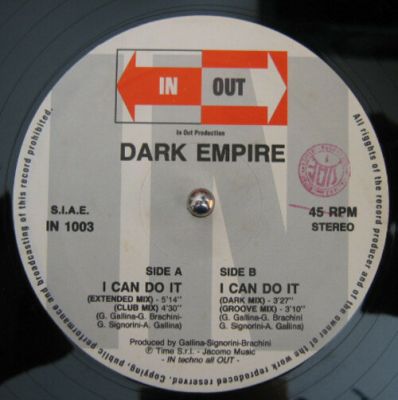 IN OUT
In Out Production
DARK EMPIRE
S.I.A.E.
IN 1003
45 RPM
STEREO
SIDE A
I CAN DO IT
(EXTENDED MIX) - 5'14"
(CLUB MIX) 4'30"
(G. Gallina-G. Brachini-
G. Signorini-A. Gallina)
SIDE B
I CAN DO IT
(DARK MIX) - 3'27"
(GROOVE MIX) - 3'10"
(G. Gallina-G. Brachini-
G. Signorini-A. Gallina)
Produced by Gallina-Signorini-Brachini
℗ Time S.r.l. - Jacomo Music
- IN techno all OUT -
All rigghts of the record producer and of the owner of the work reproduced reserved. Copying, public performance and broadcasting of this record prohibited.